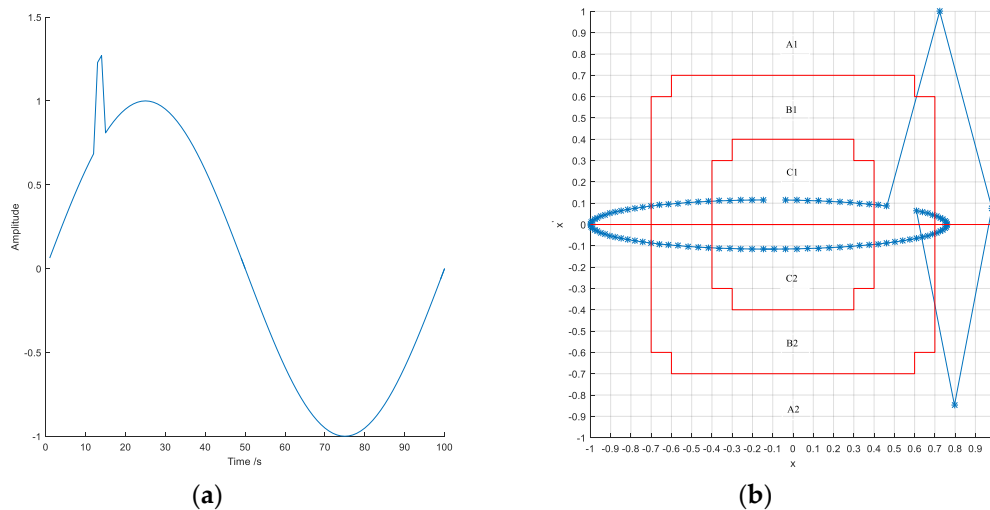 1.5
1
0.5
0
-0.5
-1
Amplitude
0 10 20 30 40 50 60 70 80 90 100
Time /s
(a)
1
0.9
0.8
0.7
0.6
0.5
0.4
0.3
0.2
0.1
0
-0.1
-0.2
-0.3
-0.4
-0.5
-0.6
-0.7
-0.8
-0.9
-1
ẋ
A1
B1
C1
C2
B2
A2
-1 -0.9 -0.8 -0.7 -0.6 -0.5 -0.4 -0.3 -0.2 -0.1 0 0.1 0.2 0.3 0.4 0.5 0.6 0.7 0.8 0.9
x
(b)